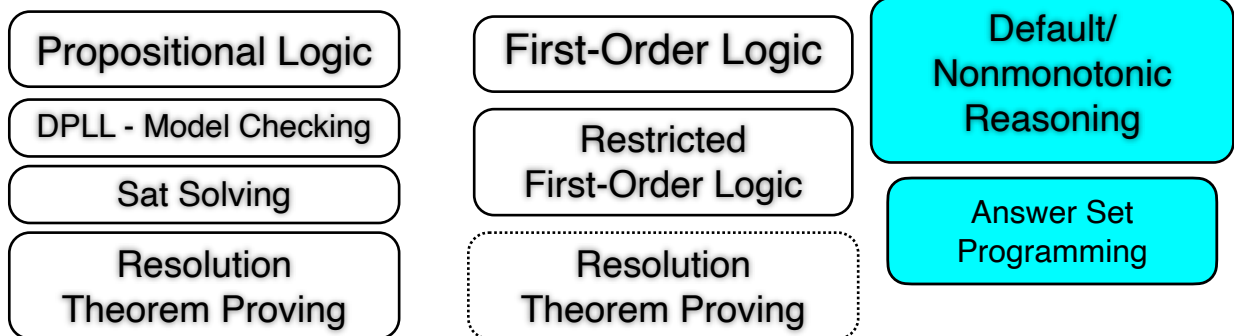 Propositional Logic
DPLL - Model Checking
Sat Solving
Resolution
Theorem Proving
First-Order Logic
Restricted
First-Order Logic
Resolution
Theorem Proving
Default/
Nonmonotonic
Reasoning
Answer Set
Programming